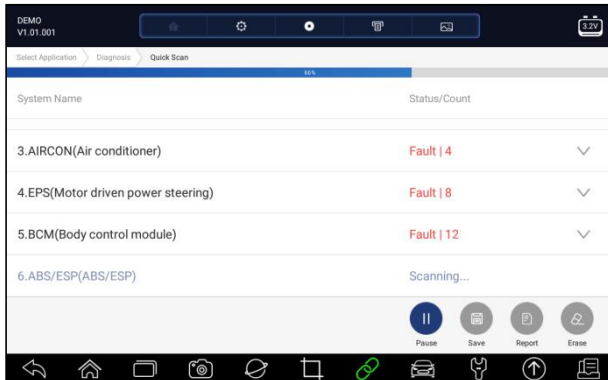 DEMO
V1.01.001
3.2V
Select Application Diagnosis Quick Scan
60%
System Name Status/Count
3.AIRCON(Air conditioner) Fault | 4
4.EPS(Motor driven power steering) Fault | 8
5.BCM(Body control module) Fault | 12
6.ABS/ESP(ABS/ESP) Scanning...
Pause Save Report Erase